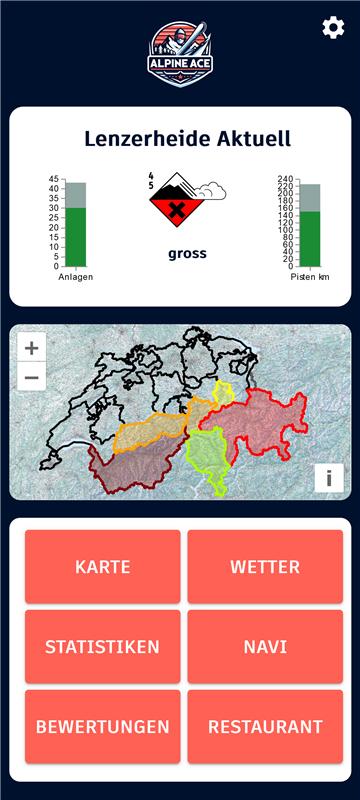 ALPINE ACE
Lenzerheide Aktuell
45
40
35
30
25
20
15
10
5
0
Anlagen
4
5
gross
240
220
200
180
160
140
120
100
80
60
40
20
0
Pisten km
+
−
i
KARTE
WETTER
STATISTIKEN
NAVI
BEWERTUNGEN
RESTAURANT